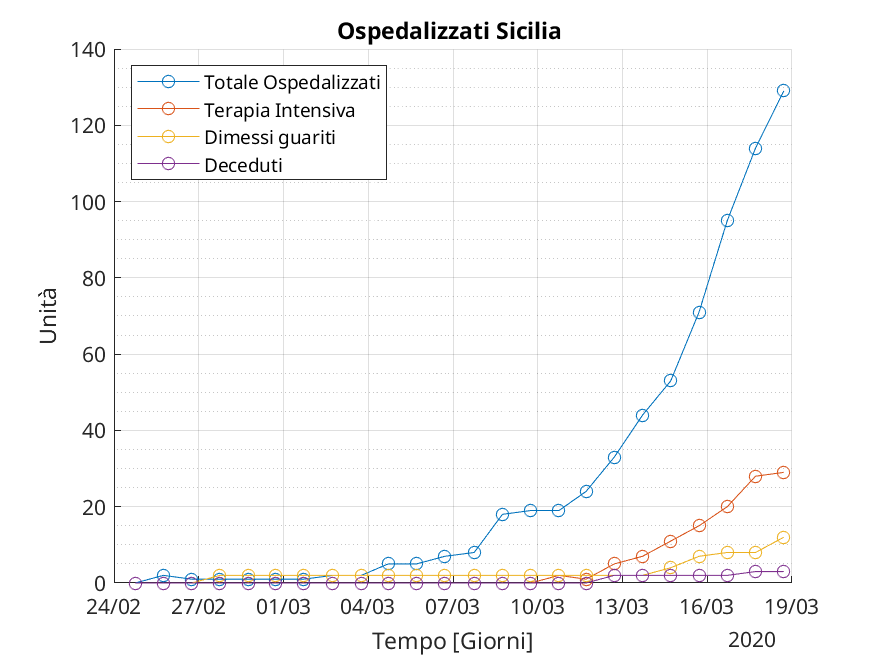 Ospedalizzati Sicilia
140
120
100
80
60
40
20
0
Unità
Totale Ospedalizzati
Terapia Intensiva
Dimessi guariti
Deceduti
24/02 27/02 01/03 04/03 07/03 10/03 13/03 16/03 19/03
Tempo [Giorni]
2020